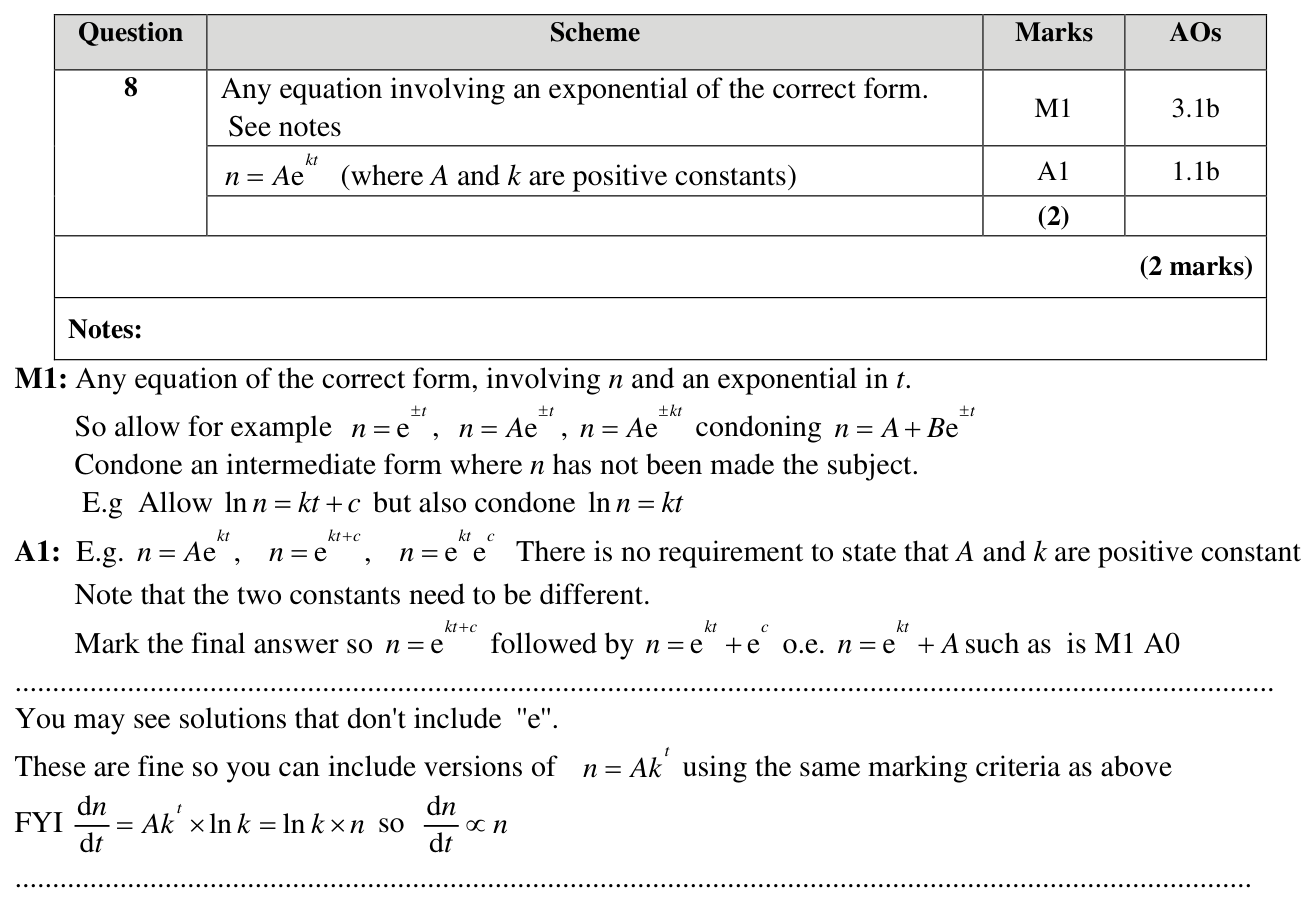 Question Scheme Marks AOs
8 Any equation involving an exponential of the correct form.
See notes M1 3.1b
n = Ae^{kt} (where A and k are positive constants) A1 1.1b
(2)
(2 marks)
Notes:
M1: Any equation of the correct form, involving n and an exponential in t.
So allow for example n = e^{±t}, n = Ae^{±t}, n = Ae^{±kt} condoning n = A + Be^{±t}
Condone an intermediate form where n has not been made the subject.
E.g Allow ln n = kt + c but also condone ln n = kt
A1: E.g. n = Ae^{kt}, n = e^{kt+c}, n = e^{kt}e^{c} There is no requirement to state that A and k are positive constant
Note that the two constants need to be different.
Mark the final answer so n = e^{kt+c} followed by n = e^{kt} + e^{c} o.e. n = e^{kt} + A such as is M1 A0
You may see solutions that don't include "e".
These are fine so you can include versions of n = Ak^{t} using the same marking criteria as above
FYI dn/dt = Ak^{t} × ln k = ln k × n so dn/dt ∝ n